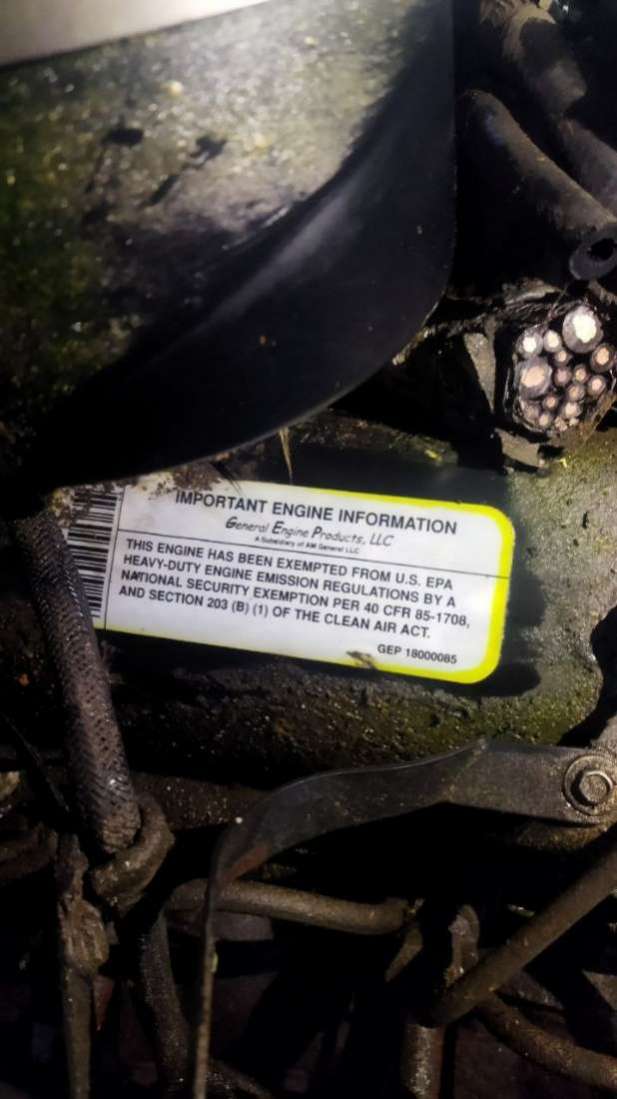 IMPORTANT ENGINE INFORMATION
General Engine Products, LLC
A Subsidiary of AM General LLC
THIS ENGINE HAS BEEN EXEMPTED FROM U.S. EPA
HEAVY-DUTY ENGINE EMISSION REGULATIONS BY A
NATIONAL SECURITY EXEMPTION PER 40 CFR 85-1708,
AND SECTION 203 (B) (1) OF THE CLEAN AIR ACT.
GEP 18000085